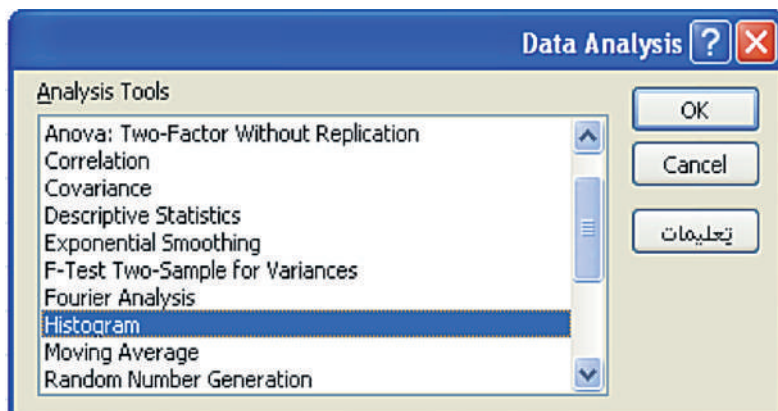 Data Analysis
Analysis Tools
Anova: Two-Factor Without Replication
Correlation
Covariance
Descriptive Statistics
Exponential Smoothing
F-Test Two-Sample for Variances
Fourier Analysis
Histogram
Moving Average
Random Number Generation
OK
Cancel
تعليمات